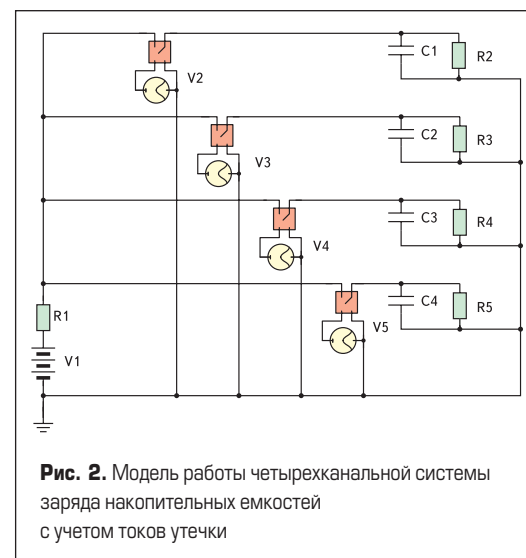 C1
R2
V2
C2
R3
V3
C3
R4
V4
C4
R5
V5
R1
V1
Рис. 2. Модель работы четырехканальной системы
заряда накопительных емкостей
с учетом токов утечки